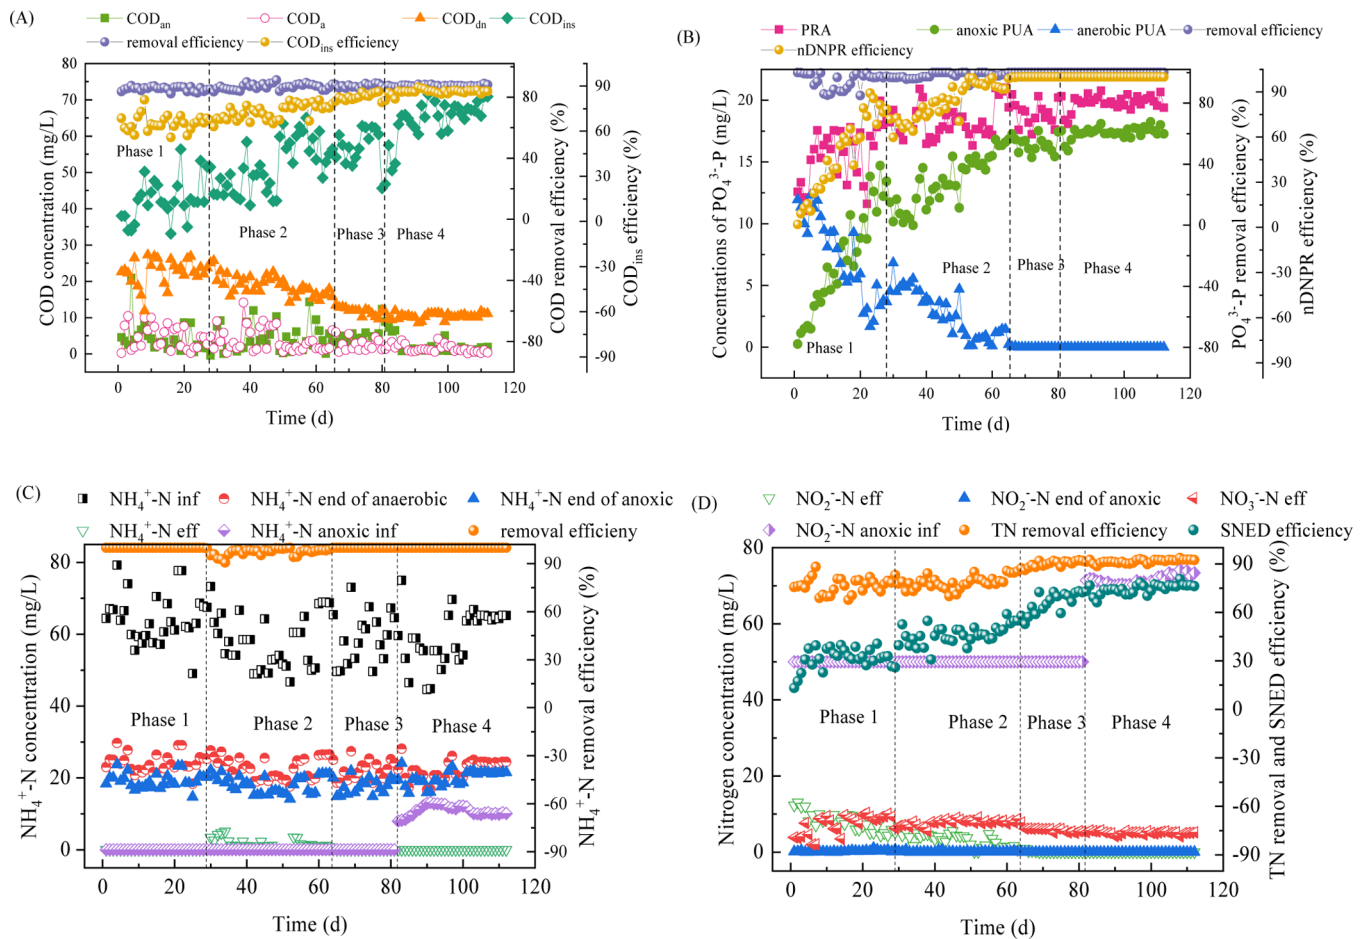 (A)
COD_an COD_a COD_dn COD_ins
removal efficiency COD_ins efficiency
80
70
60
50
40
30
20
10
0
COD concentration (mg/L)
0 20 40 60 80 100 120
Time (d)
Phase 1
Phase 2
Phase 3
Phase 4
80
40
0
-40
-80
COD removal efficiency (%)
90
60
30
0
-30
-60
-90
COD_ins efficiency (%)
(B)
PRA anoxic PUA anerobic PUA removal efficiency
nDNPR efficiency
20
15
10
5
0
Concentrations of PO₄³⁻-P
0 20 40 60 80 100 120
Time (d)
Phase 1
Phase 2
Phase 3
Phase 4
80
40
0
-40
-80
PO₄³⁻-P removal efficiency (%)
90
60
30
0
-30
-60
-90
nDNPR efficiency (%)
(C)
NH₄⁺-N inf NH₄⁺-N end of anaerobic NH₄⁺-N end of anoxic
NH₄⁺-N eff NH₄⁺-N anoxic inf removal efficieny
80
60
40
20
0
NH₄⁺-N concentration (mg/L)
0 20 40 60 80 100 120
Time (d)
Phase 1
Phase 2
Phase 3
Phase 4
90
60
30
0
-30
-60
-90
NH₄⁺-N removal efficiency (%)
(D)
NO₂⁻-N eff NO₂⁻-N end of anoxic NO₃⁻-N eff
NO₂⁻-N anoxic inf TN removal efficiency SNED efficiency
80
60
40
20
0
Nitrogen concentration (mg/L)
0 20 40 60 80 100 120
Time (d)
Phase 1
Phase 2
Phase 3
Phase 4
90
60
30
0
-30
-60
-90
TN removal and SNED efficiency (%)